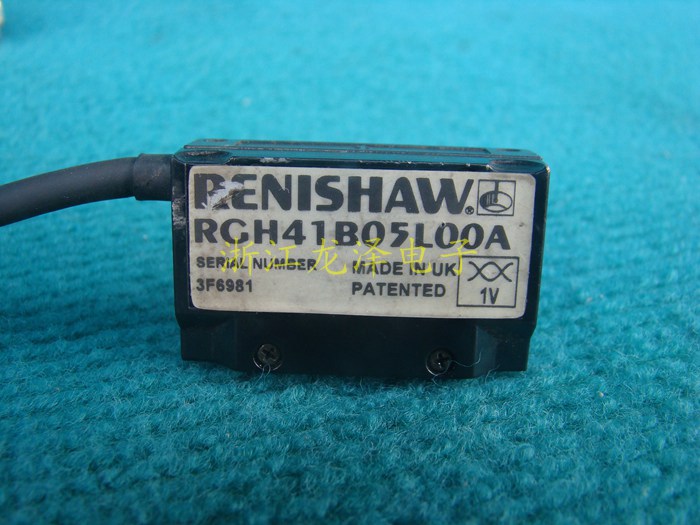 RENISHAW®
RGH41B05L00A
浙江龙泽电子
SERIAL NUMBER MADE IN UK
3F6981 PATENTED 1V